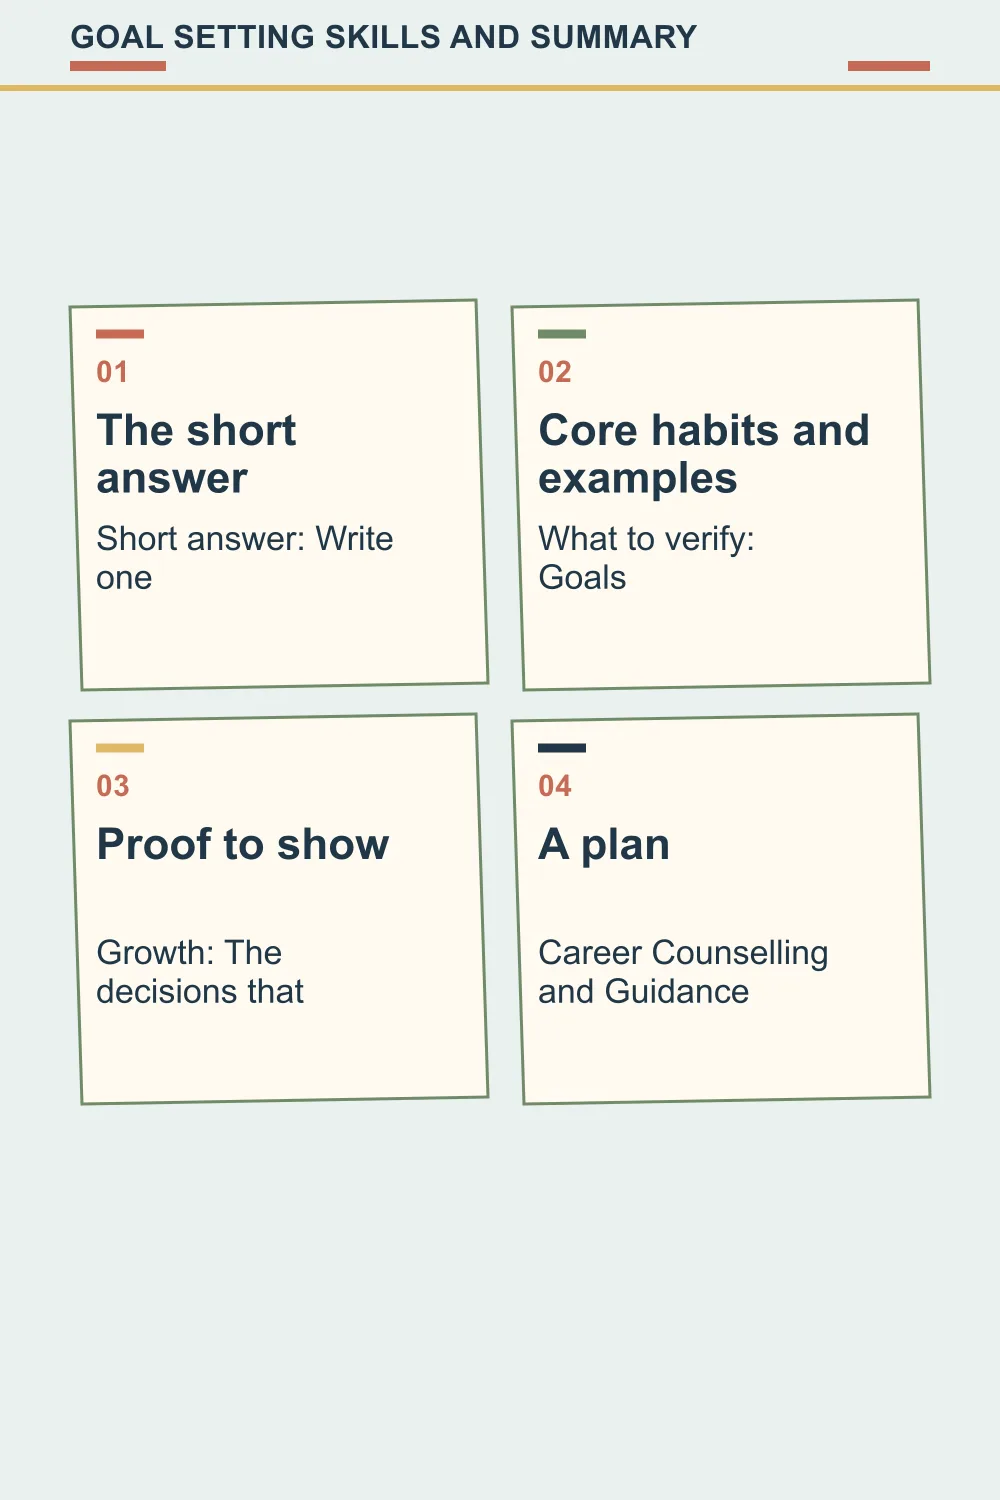 GOAL SETTING SKILLS AND SUMMARY
01
The short
answer
Short answer: Write
one
02
Core habits and
examples
What to verify:
Goals
03
Proof to show
Growth: The
decisions that
04
A plan
Career Counselling
and Guidance